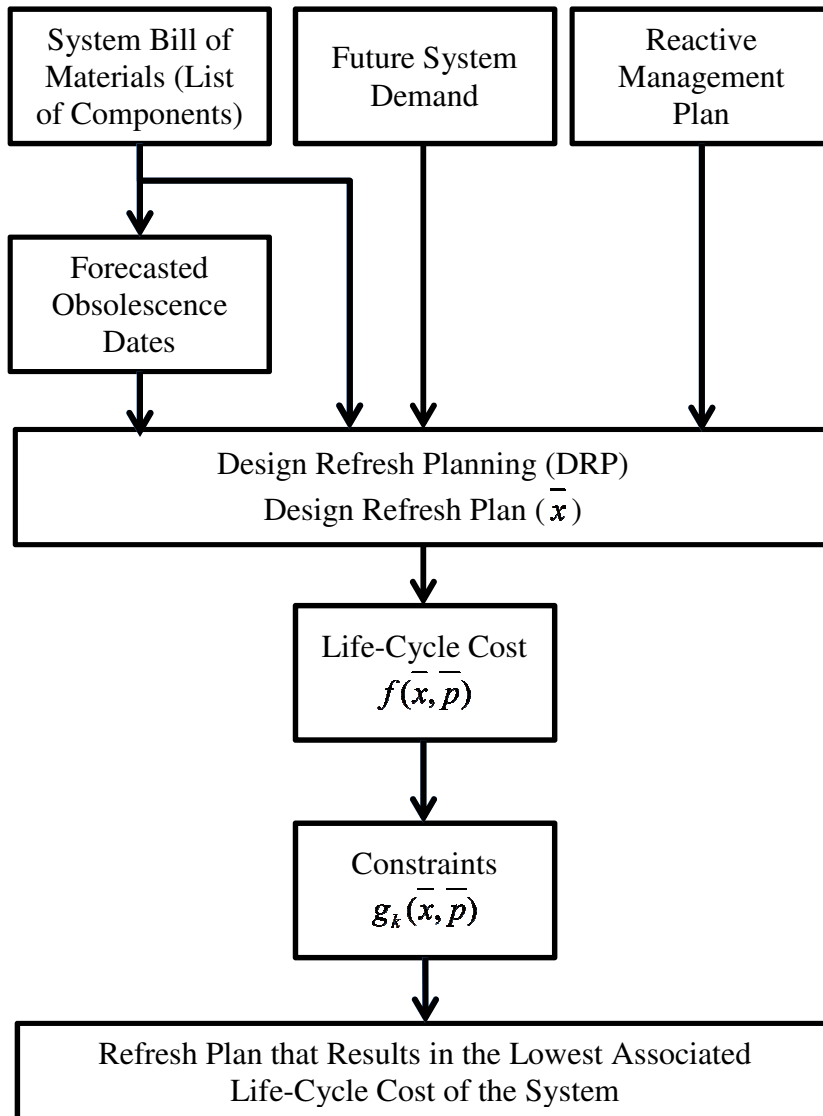 System Bill of
Materials (List
of Components)
Future System
Demand
Reactive
Management
Plan
Forecasted
Obsolescence
Dates
Design Refresh Planning (DRP)
Design Refresh Plan (x̄)
Life-Cycle Cost
f(x̄, p̄)
Constraints
gₖ(x̄, p̄)
Refresh Plan that Results in the Lowest Associated
Life-Cycle Cost of the System